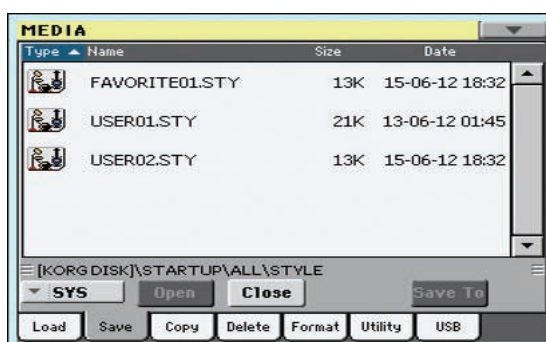 MEDIA
Type Name Size Date
FAVORITE01.STY 13K 15-06-12 18:32
USER01.STY 21K 13-06-12 01:45
USER02.STY 13K 15-06-12 18:32
[KORG DISK]\STARTUP\ALL\STYLE
SYS Open Close Save To
Load Save Copy Delete Format Utility USB